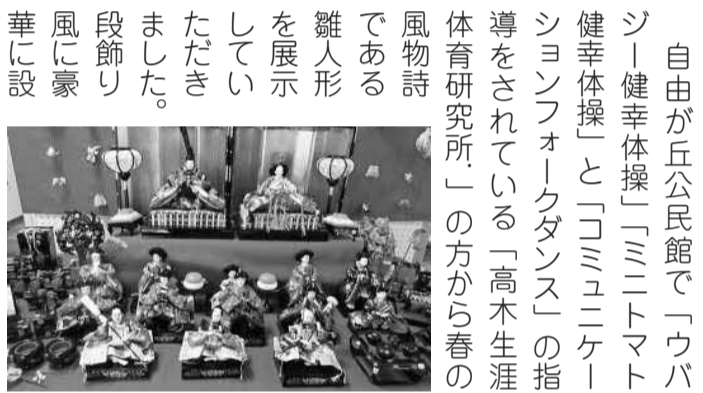 自由が丘公民館で「ウバ
ジー健幸体操」「ミニトマト
健幸体操」と「コミュニケー
ションフォークダンス」の指
導をされている「高木生涯
体育研究所.」の方から春の
風物詩
である
雛人形
を展示
してい
ただき
ました。
段飾り
風に豪
華に設